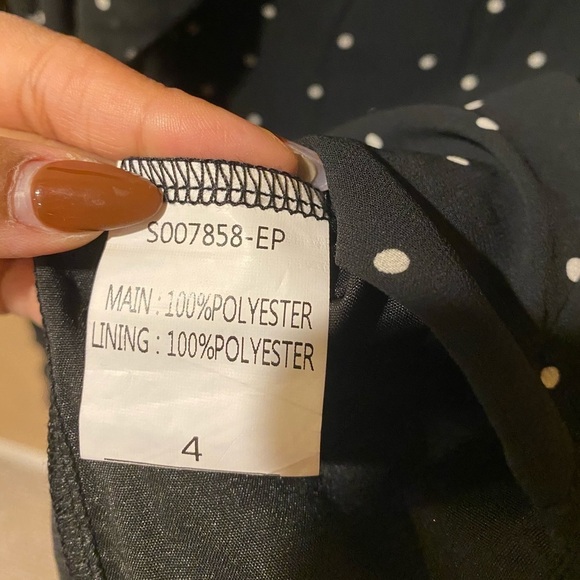 S007858-EP
MAIN : 100%POLYESTER
LINING : 100%POLYESTER
4